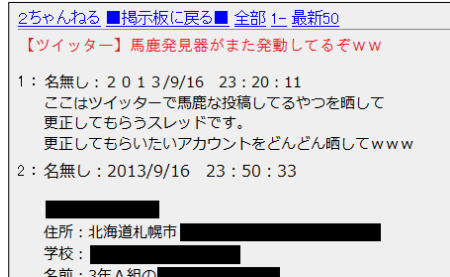 2ちゃんねる ■掲示板に戻る■ 全部 1- 最新50
【ツイッター】馬鹿発見器がまた発動してるぞｗｗ
1：名無し：２０１３/9/16　23：20：11
ここはツイッターで馬鹿な投稿してるやつを晒して
更正してもらうスレッドです。
更正してもらいたいアカウントをどんどん晒してｗｗｗ
2：名無し：2013/9/16　23：50：33
住所：北海道札幌市
学校：
名前：3年Ａ組の